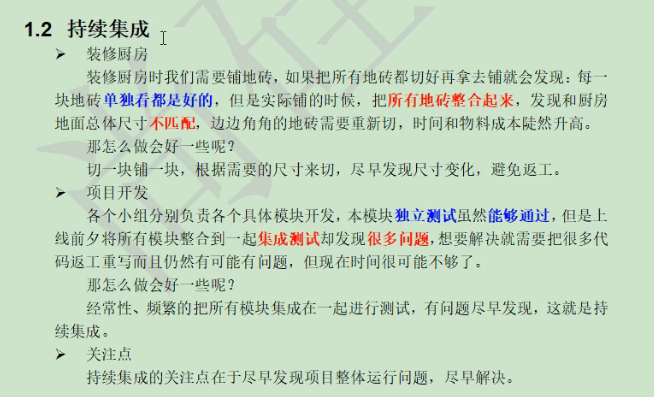 1.2 持续集成
➢ 装修厨房
装修厨房时我们需要铺地砖，如果把所有地砖都切好再拿去铺就会发现：每一
块地砖单独看都是好的，但是实际铺的时候，把所有地砖整合起来，发现和厨房
地面总体尺寸不匹配，边边角角的地砖需要重新切，时间和物料成本陡然升高。
那怎么做会好一些呢？
切一块铺一块，根据需要的尺寸来切，尽早发现尺寸变化，避免返工。
➢ 项目开发
各个小组分别负责各个具体模块开发，本模块独立测试虽然能够通过，但是上
线前夕将所有模块整合到一起集成测试却发现很多问题，想要解决就需要把很多代
码返工重写而且仍然有可能有问题，但现在时间很可能不够了。
那怎么做会好一些呢？
经常性、频繁的把所有模块集成在一起进行测试，有问题尽早发现，这就是持
续集成。
➢ 关注点
持续集成的关注点在于尽早发现项目整体运行问题，尽早解决。